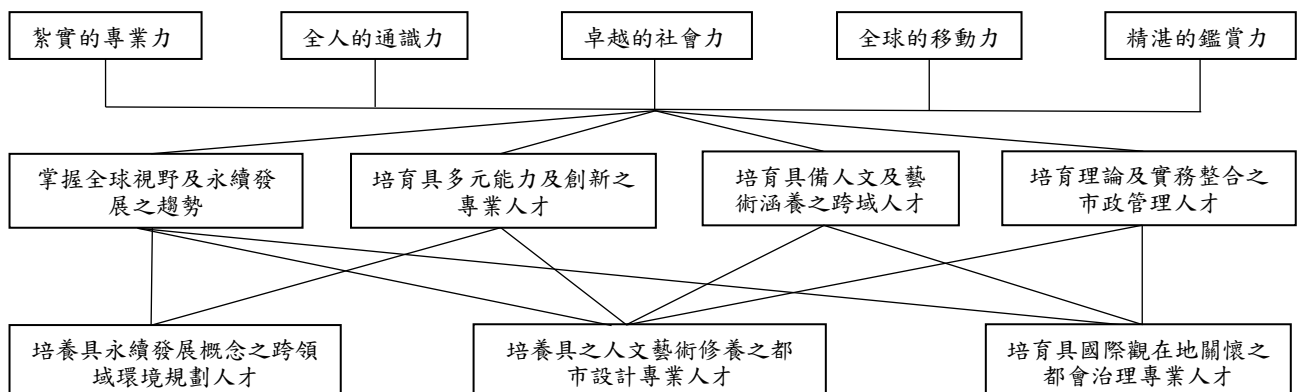 紮實的專業力
全人的通識力
卓越的社會力
全球的移動力
精湛的鑑賞力
掌握全球視野及永續發
展之趨勢
培育具多元能力及創新之
專業人才
培育具備人文及藝
術涵養之跨域人才
培育理論及實務整合之
市政管理人才
培養具永續發展概念之跨領
域環境規劃人才
培養具之人文藝術修養之都
市設計專業人才
培育具國際觀在地關懷之
都會治理專業人才